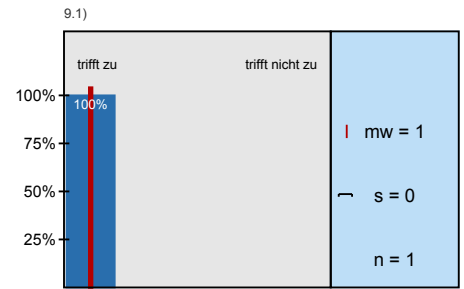 9.1)
trifft zu trifft nicht zu
100%
100%
75%
50%
25%
mw = 1
s = 0
n = 1